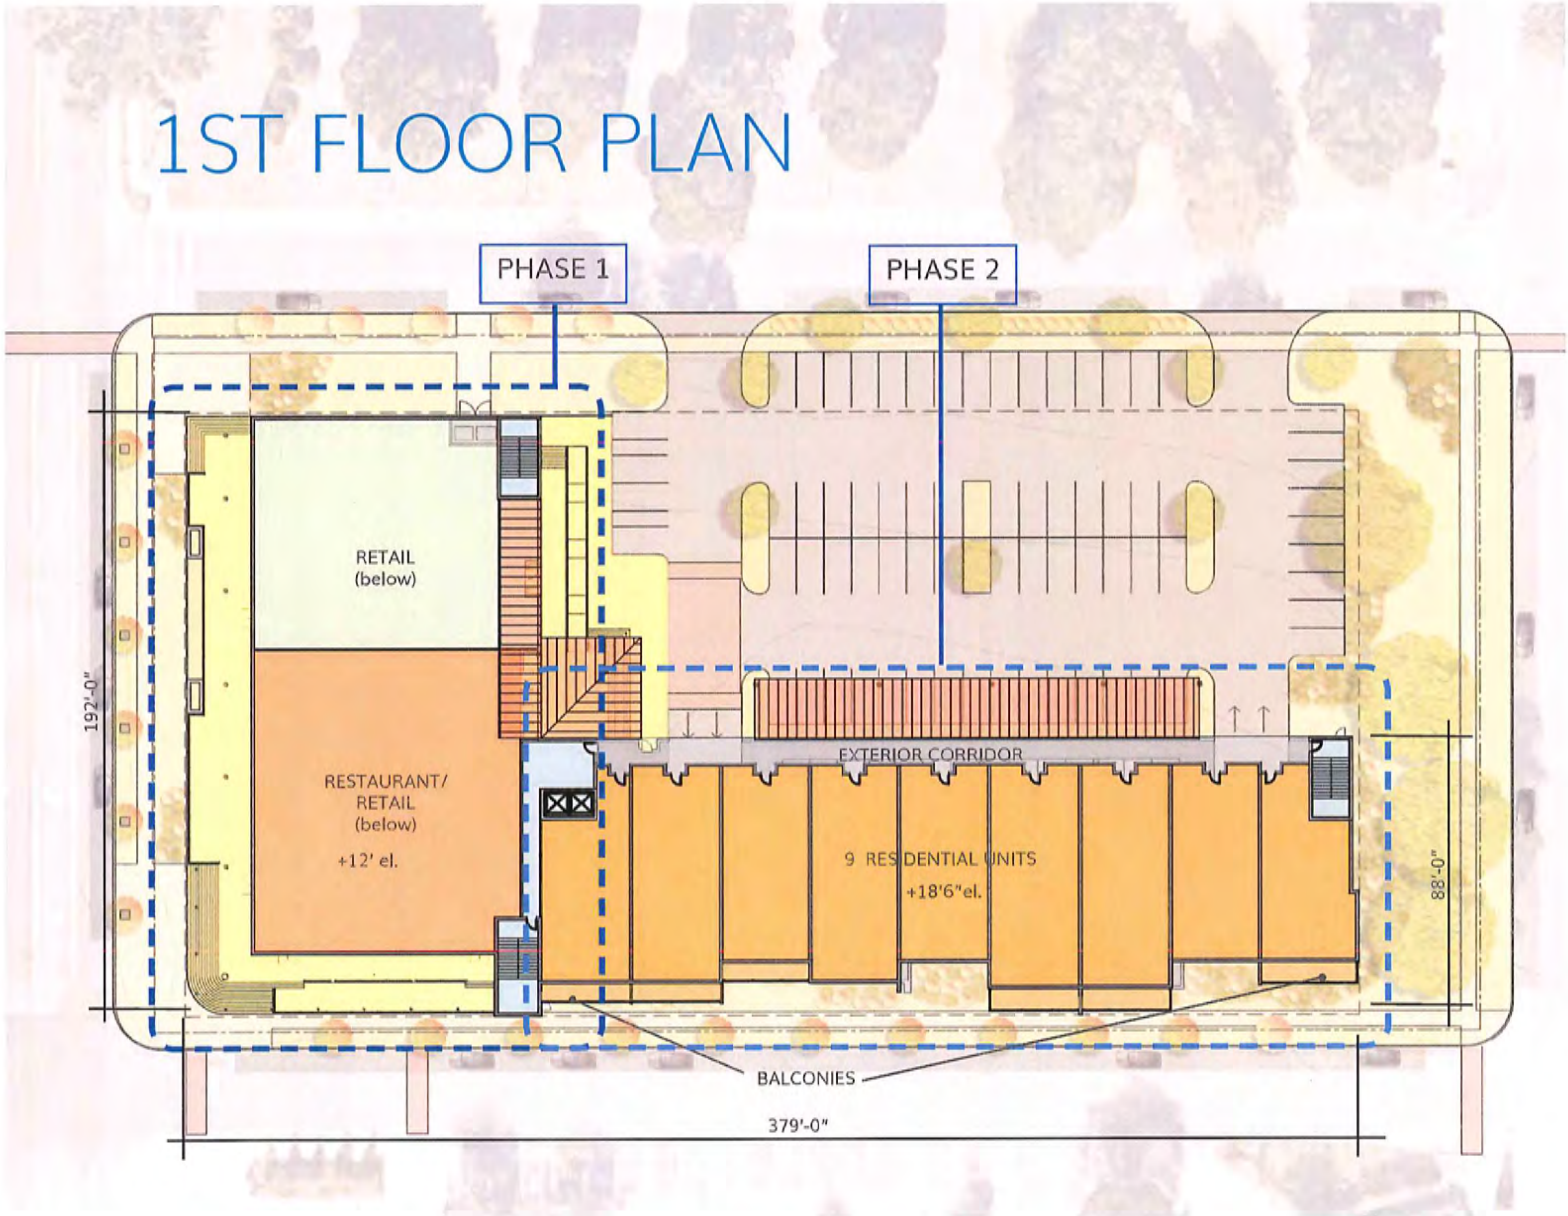 1ST FLOOR PLAN
PHASE 1
PHASE 2
RETAIL
(below)
192'-0"
EXTERIOR CORRIDOR
RESTAURANT/
RETAIL
(below)
+12' el.
9 RESIDENTIAL UNITS
+18'6"el.
88'-0"
BALCONIES
379'-0"